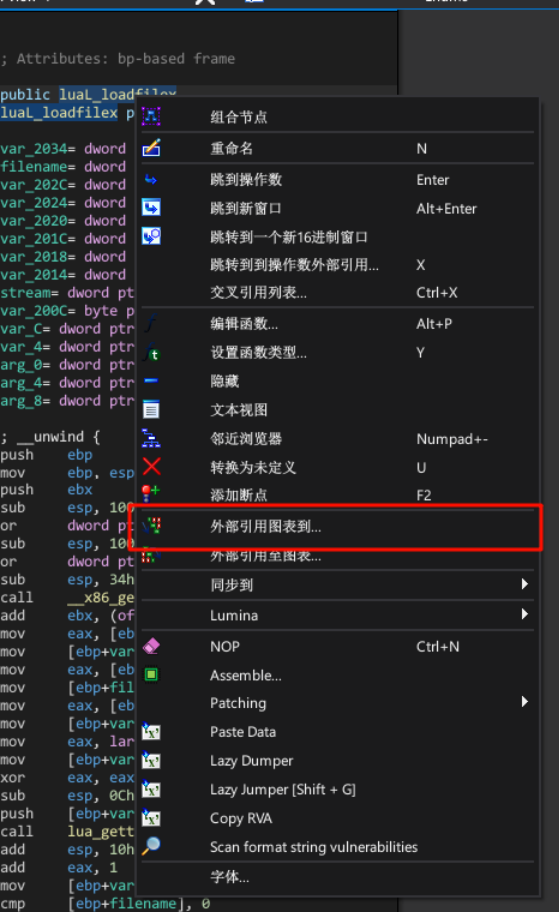 ; Attributes: bp-based frame
public luaL_loadfilex
luaL_loadfilex p
var_2034= dword
filename= dword
var_202C= dword
var_2024= dword
var_2020= dword
var_201C= dword
var_2018= dword
var_2014= dword
stream= dword pt
var_200C= byte p
var_C= dword ptr
var_4= dword ptr
arg_0= dword ptr
arg_4= dword ptr
arg_8= dword ptr
; __unwind {
push ebp
mov ebp, esp
push ebx
sub esp, 100
or dword pt
sub esp, 100
or dword pt
sub esp, 34h
call __x86_ge
add ebx, (of
mov eax, [eb
mov [ebp+var
mov eax, [eb
mov [ebp+fil
mov eax, [eb
mov [ebp+var
mov eax, lar
mov [ebp+var
xor eax, eax
sub esp, 0Ch
push [ebp+var
call lua_gett
add esp, 10h
add eax, 1
mov [ebp+var
cmp [ebp+filename], 0
组合节点
重命名 N
跳到操作数 Enter
跳到新窗口 Alt+Enter
跳转到一个新16进制窗口
跳转到到操作数外部引用... X
交叉引用列表... Ctrl+X
编辑函数... Alt+P
设置函数类型... Y
隐藏
文本视图
邻近浏览器 Numpad+-
转换为未定义 U
添加断点 F2
外部引用图表到...
外部引用至图表...
同步到
Lumina
NOP Ctrl+N
Assemble...
Patching
Paste Data
Lazy Dumper
Lazy Jumper [Shift + G]
Copy RVA
Scan format string vulnerabilities
字体...